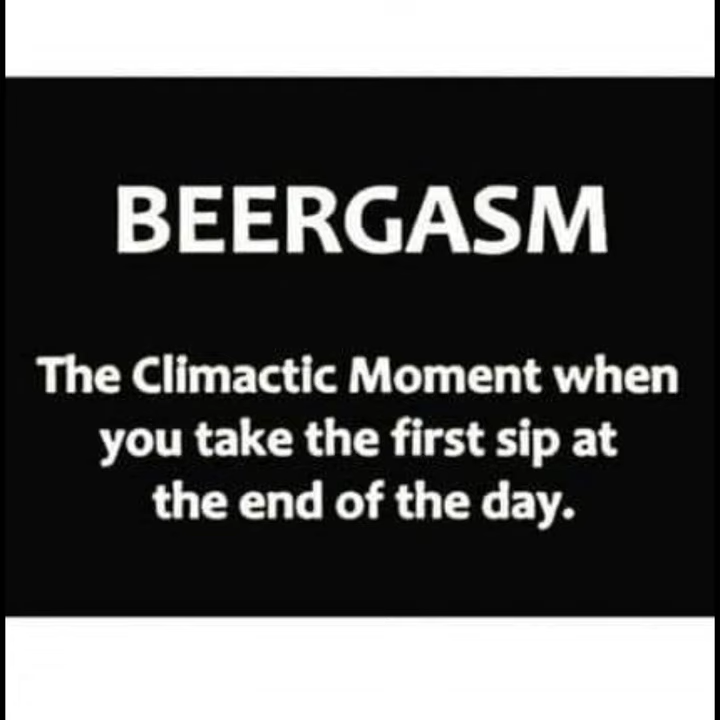 BEERGASM
The Climactic Moment when
you take the first sip at
the end of the day.